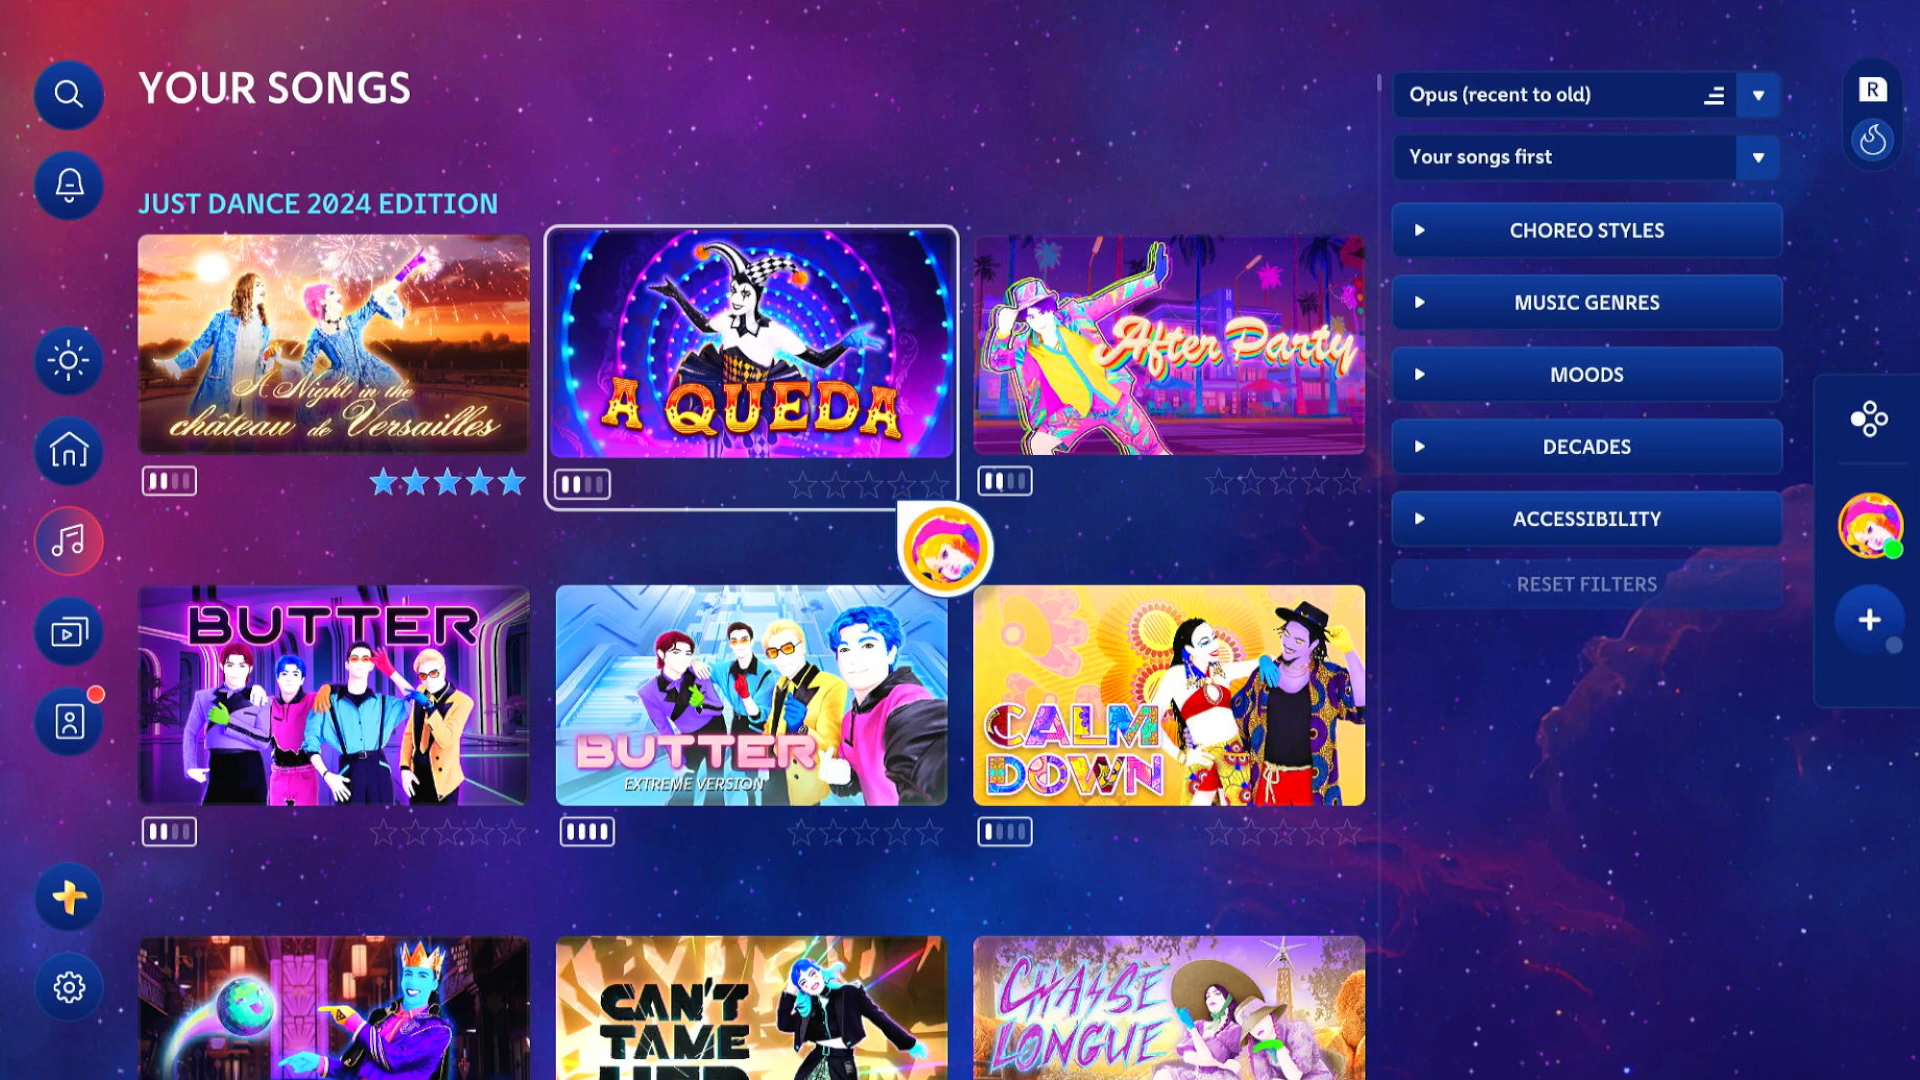 YOUR SONGS
Opus (recent to old)
R
Your songs first
JUST DANCE 2024 EDITION
CHOREO STYLES
MUSIC GENRES
MOODS
DECADES
ACCESSIBILITY
RESET FILTERS
A Night in the
château de Versailles
A QUEDA
After Party
BUTTER
BUTTER
EXTREME VERSION
CALM
DOWN
CAN'T
TAME
HER
CHAISE
LONGUE